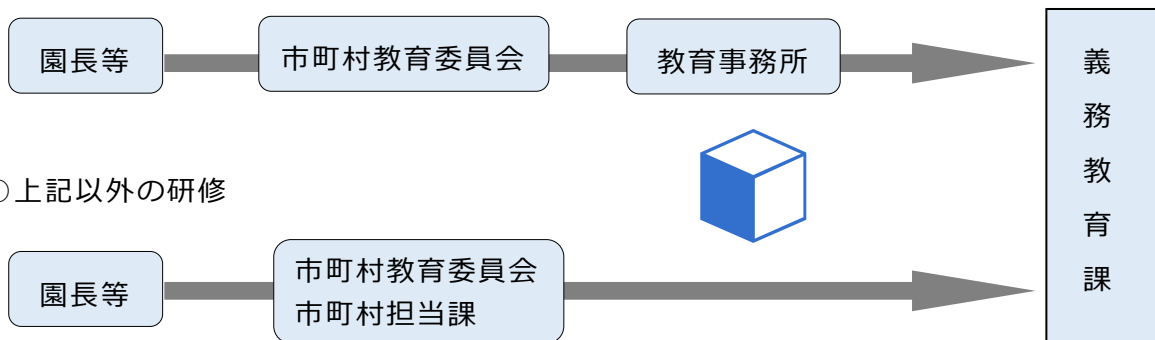 園長等
市町村教育委員会
教育事務所
義務教育課
○上記以外の研修
園長等
市町村教育委員会
市町村担当課